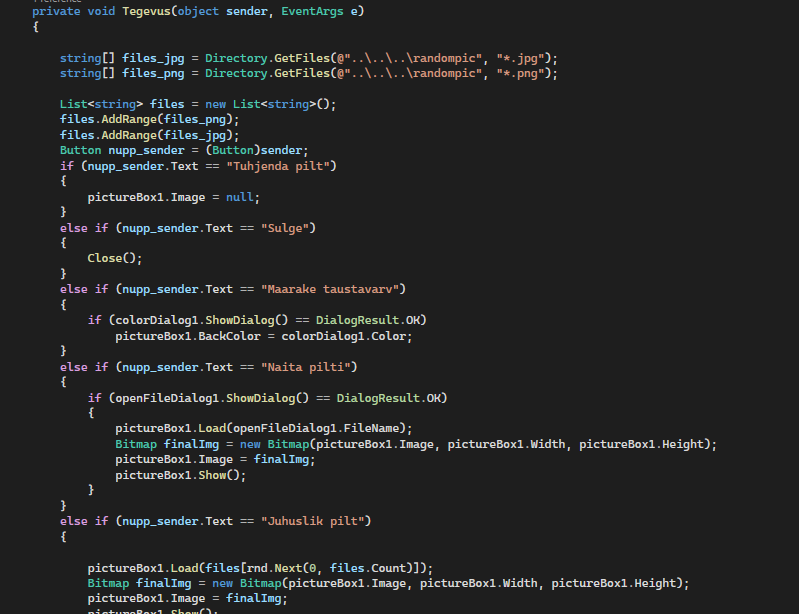 private void Tegevus(object sender, EventArgs e)
{
string[] files_jpg = Directory.GetFiles(@"..\..\..\randompic", "*.jpg");
string[] files_png = Directory.GetFiles(@"..\..\..\randompic", "*.png");
List<string> files = new List<string>();
files.AddRange(files_png);
files.AddRange(files_jpg);
Button nupp_sender = (Button)sender;
if (nupp_sender.Text == "Tuhjenda pilt")
{
pictureBox1.Image = null;
}
else if (nupp_sender.Text == "Sulge")
{
Close();
}
else if (nupp_sender.Text == "Maarake taustavarv")
{
if (colorDialog1.ShowDialog() == DialogResult.OK)
pictureBox1.BackColor = colorDialog1.Color;
}
else if (nupp_sender.Text == "Naita pilti")
{
if (openFileDialog1.ShowDialog() == DialogResult.OK)
{
pictureBox1.Load(openFileDialog1.FileName);
Bitmap finalImg = new Bitmap(pictureBox1.Image, pictureBox1.Width, pictureBox1.Height);
pictureBox1.Image = finalImg;
pictureBox1.Show();
}
}
else if (nupp_sender.Text == "Juhuslik pilt")
{
pictureBox1.Load(files[rnd.Next(0, files.Count)]);
Bitmap finalImg = new Bitmap(pictureBox1.Image, pictureBox1.Width, pictureBox1.Height);
pictureBox1.Image = finalImg;
pictureBox1.Show();